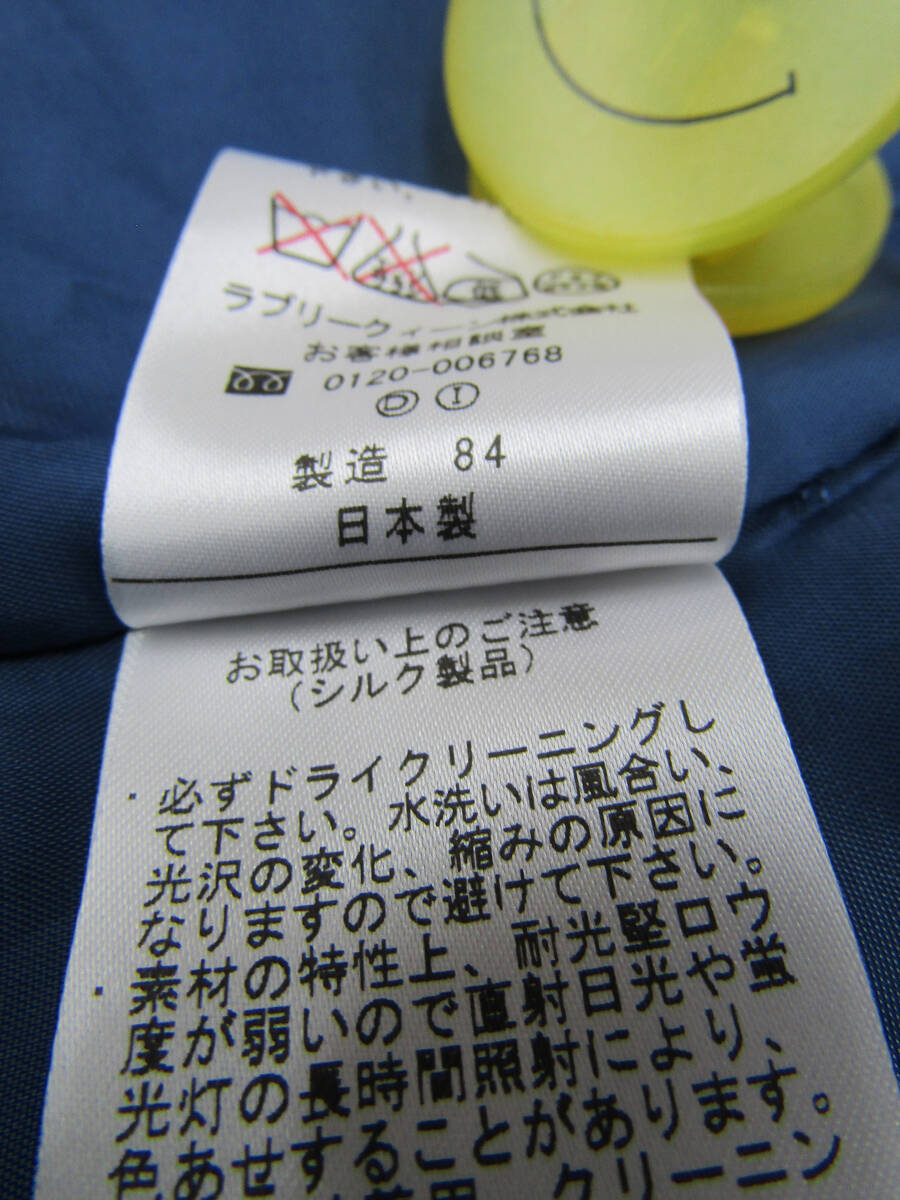 ラブリークィーン株式会社
お客様相談室
0120-006768
Ⓓ Ⓘ
製造 84
日本製
お取扱い上のご注意
(シルク製品)
・必ずドライクリーニングし
て下さい。水洗いは風合い、
光沢の変化、縮みの原因に
なりますので避けて下さい。
・素材の特性上、耐光堅ロウ
度が弱いので直射日光や蛍
光灯の長時間照射により、
色あせすることがあります。
クリーニン